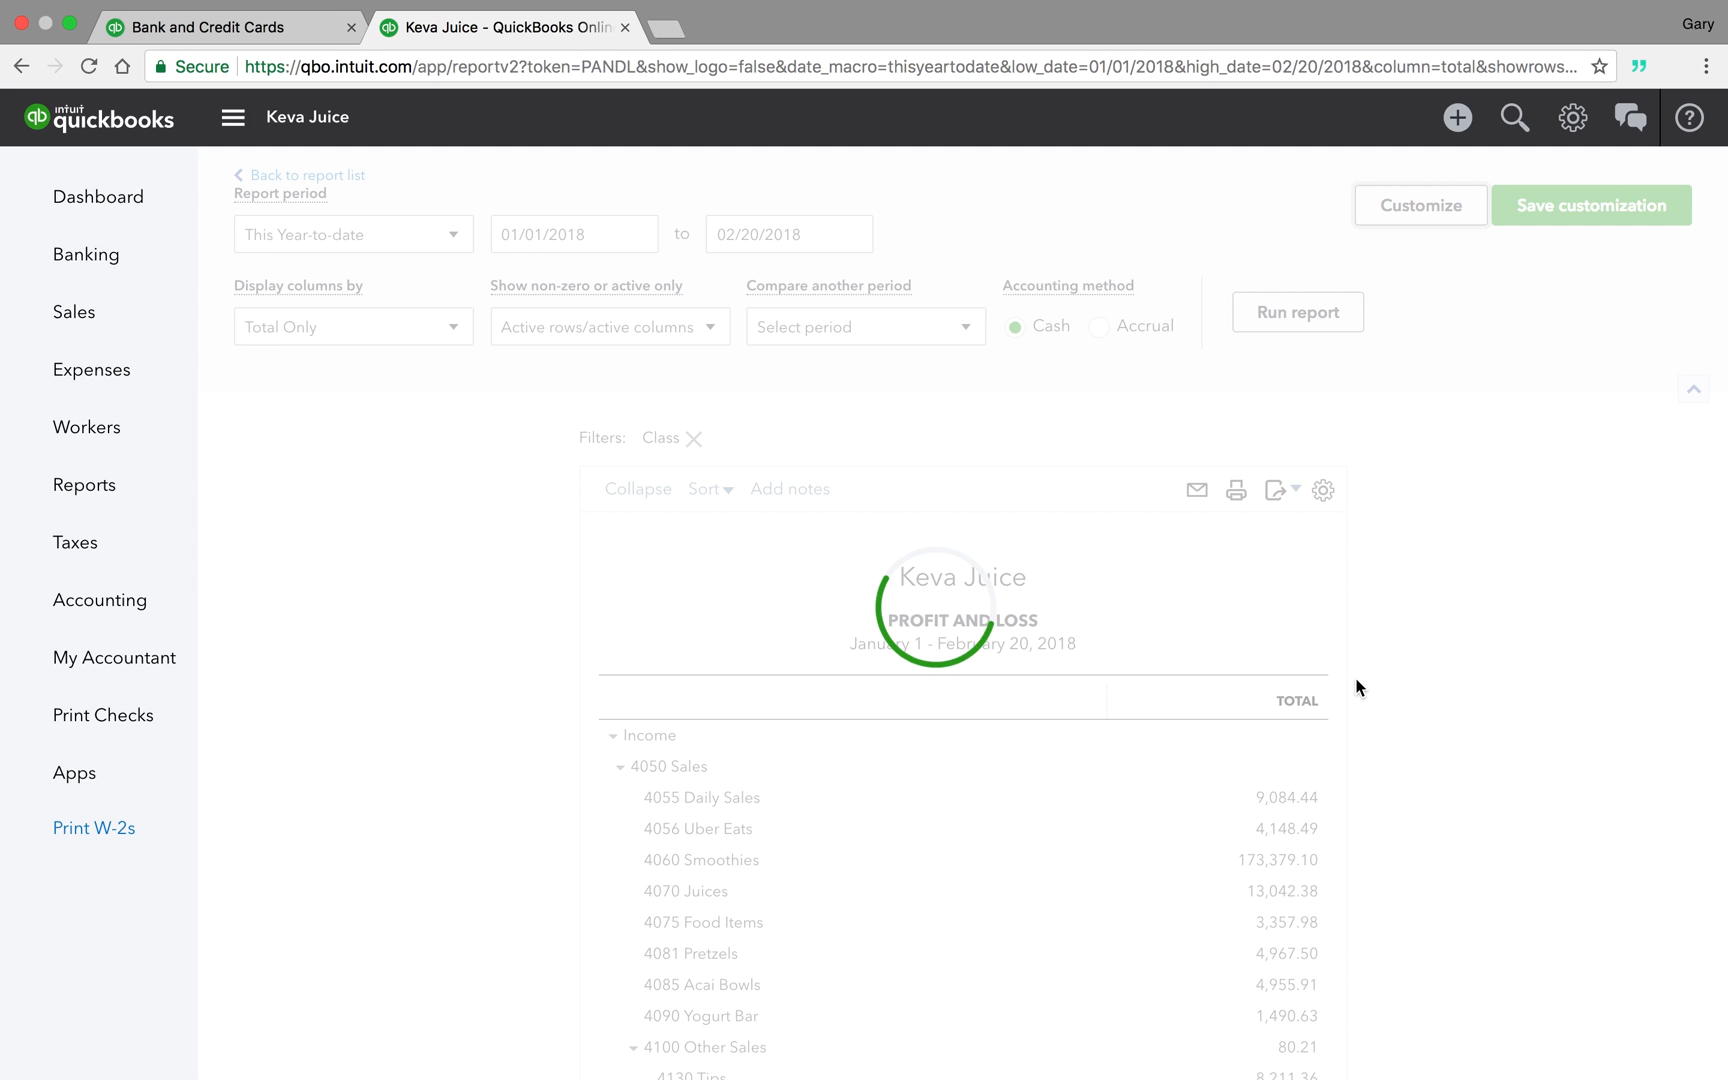 Bank and Credit Cards
Keva Juice - QuickBooks Onlin
Gary
Secure https://qbo.intuit.com/app/reportv2?token=PANDL&show_logo=false&date_macro=thisyeartodate&low_date=01/01/2018&high_date=02/20/2018&column=total&showrows...
intuit
quickbooks
Keva Juice
Dashboard
Banking
Sales
Expenses
Workers
Reports
Taxes
Accounting
My Accountant
Print Checks
Apps
Print W-2s
Back to report list
Report period
This Year-to-date 01/01/2018 to 02/20/2018
Customize Save customization
Display columns by Show non-zero or active only Compare another period Accounting method
Total Only Active rows/active columns Select period Cash Accrual Run report
Filters: Class
Collapse Sort Add notes
Keva Juice
PROFIT AND LOSS
January 1 - February 20, 2018
TOTAL
Income
4050 Sales
4055 Daily Sales 9,084.44
4056 Uber Eats 4,148.49
4060 Smoothies 173,379.10
4070 Juices 13,042.38
4075 Food Items 3,357.98
4081 Pretzels 4,967.50
4085 Acai Bowls 4,955.91
4090 Yogurt Bar 1,490.63
4100 Other Sales 80.21
4130 Tips 8,211.36